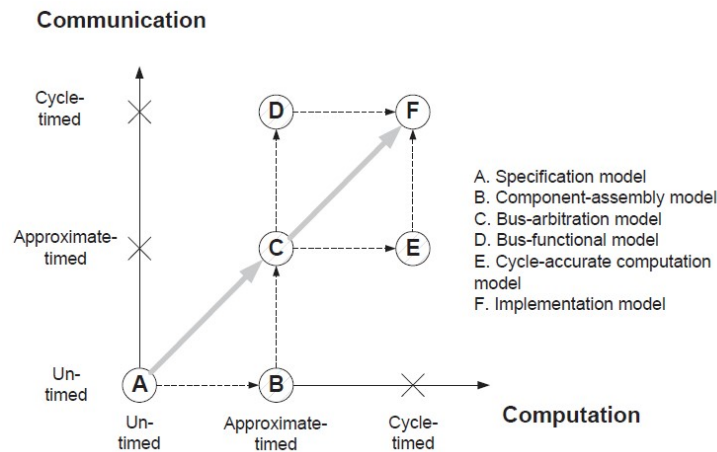 Communication
Cycle-
timed
D
F
A. Specification model
B. Component-assembly model
C. Bus-arbitration model
D. Bus-functional model
E. Cycle-accurate computation
model
F. Implementation model
Approximate-
timed
C
E
Un-
timed
A
B
Un-
timed
Approximate-
timed
Cycle-
timed
Computation